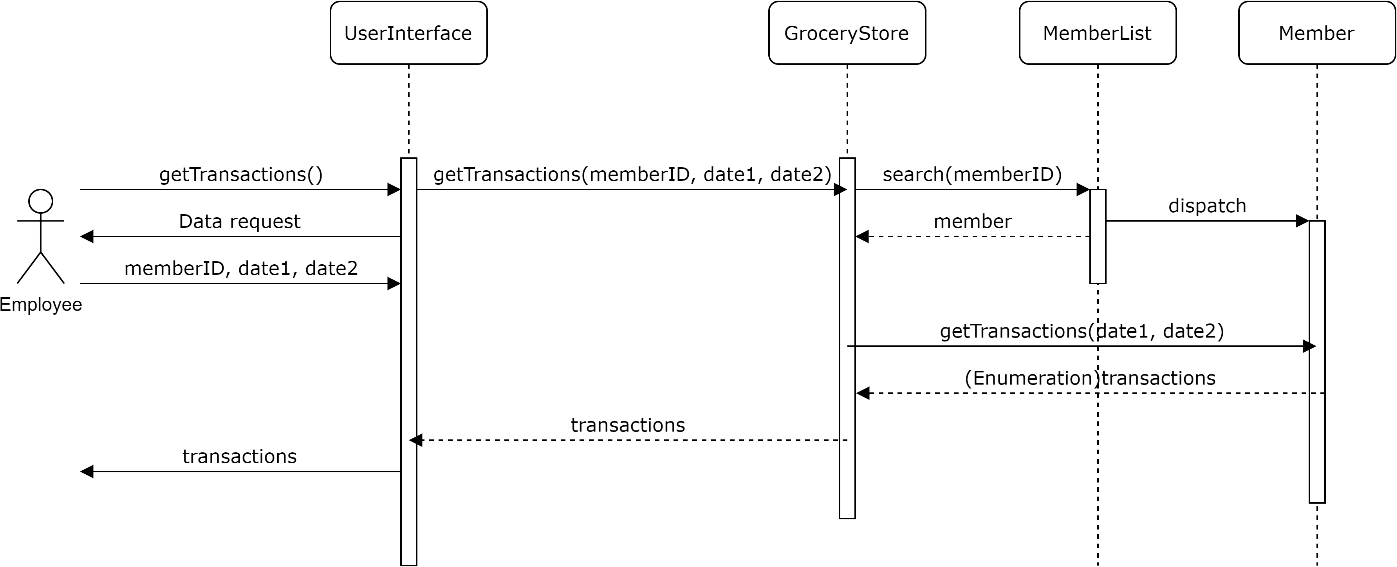 UserInterface
GroceryStore
MemberList
Member
getTransactions()
getTransactions(memberID, date1, date2)
search(memberID)
dispatch
Data request
member
memberID, date1, date2
Employee
getTransactions(date1, date2)
(Enumeration)transactions
transactions
transactions